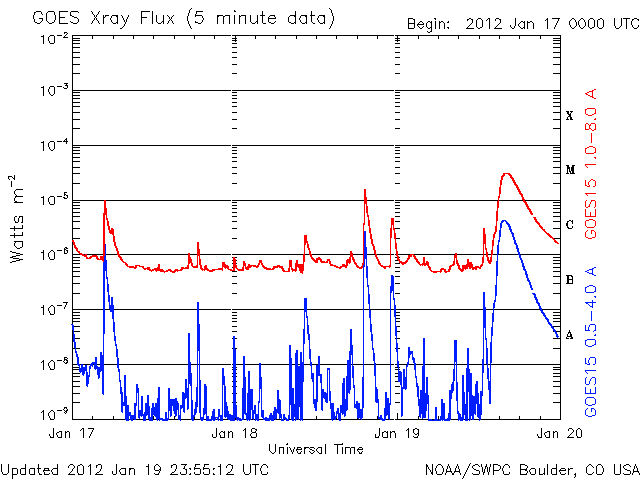 GOES Xray Flux (5 minute data)
Begin: 2012 Jan 17 0000 UTC
10-2
10-3
10-4
10-5
10-6
10-7
10-8
10-9
Watts m-2
X
M
C
B
A
GOES15 1.0-8.0 A
GOES15 0.5-4.0 A
Jan 17
Jan 18
Jan 19
Jan 20
Universal Time
Updated 2012 Jan 19 23:55:12 UTC
NOAA/SWPC Boulder, CO USA